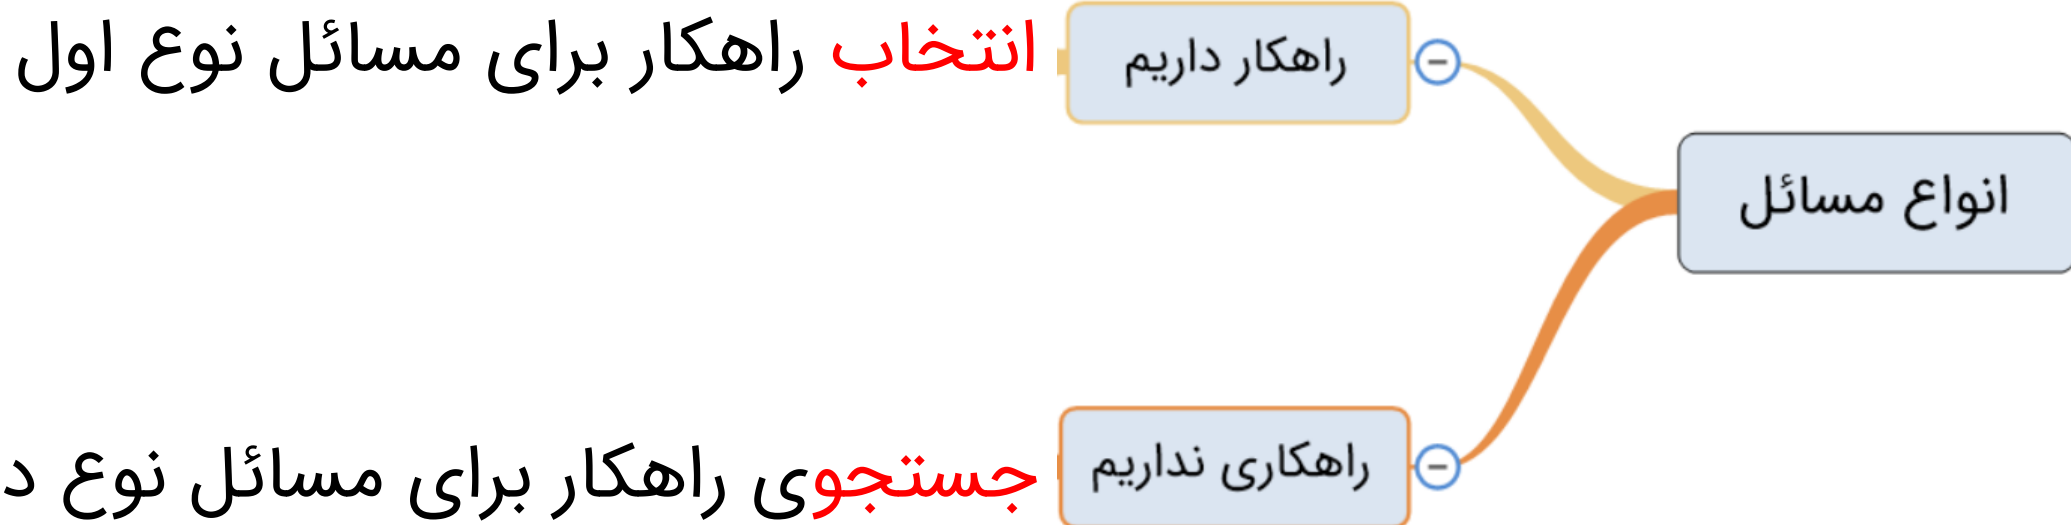 انواع مسائل
راهکار داریم
انتخاب راهکار برای مسائل نوع اول
راهکاری نداریم
جستجوی راهکار برای مسائل نوع